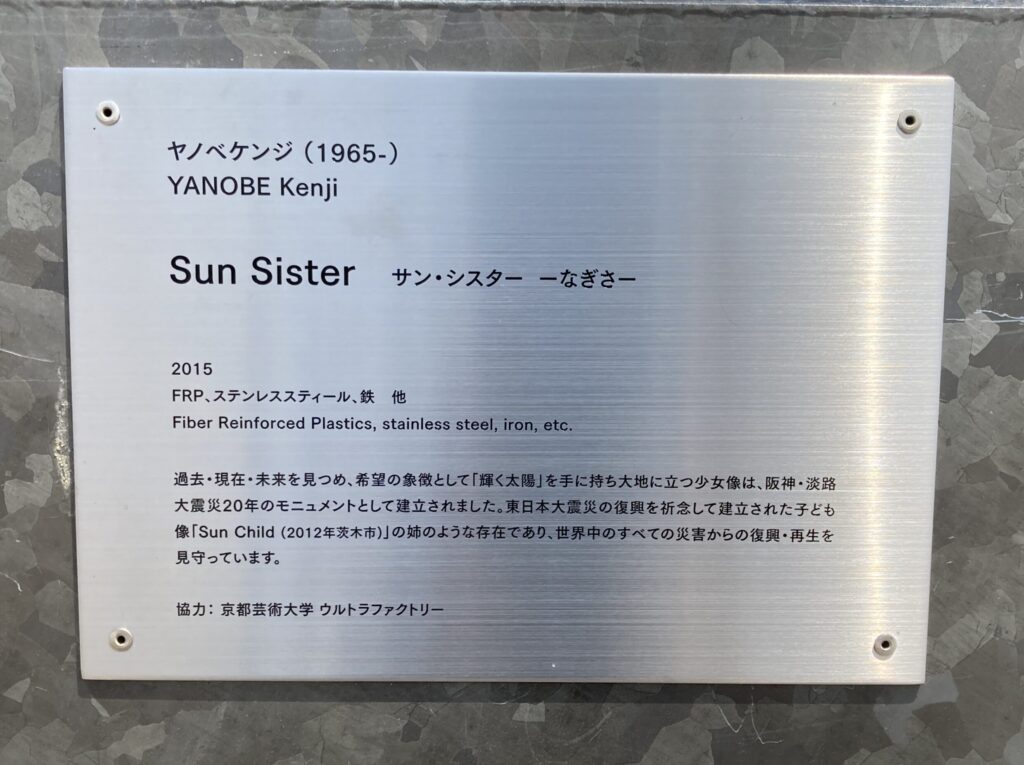 ヤノベケンジ（1965-）
YANOBE Kenji
Sun Sister　サン・シスター　ーなぎさー
2015
FRP、ステンレススティール、鉄　他
Fiber Reinforced Plastics, stainless steel, iron, etc.
過去・現在・未来を見つめ、希望の象徴として「輝く太陽」を手に持ち大地に立つ少女像は、阪神・淡路
大震災20年のモニュメントとして建立されました。東日本大震災の復興を祈念して建立された子ども
像「Sun Child（2012年茨木市）」の姉のような存在であり、世界中のすべての災害からの復興・再生を
見守っています。
協力：京都芸術大学 ウルトラファクトリー